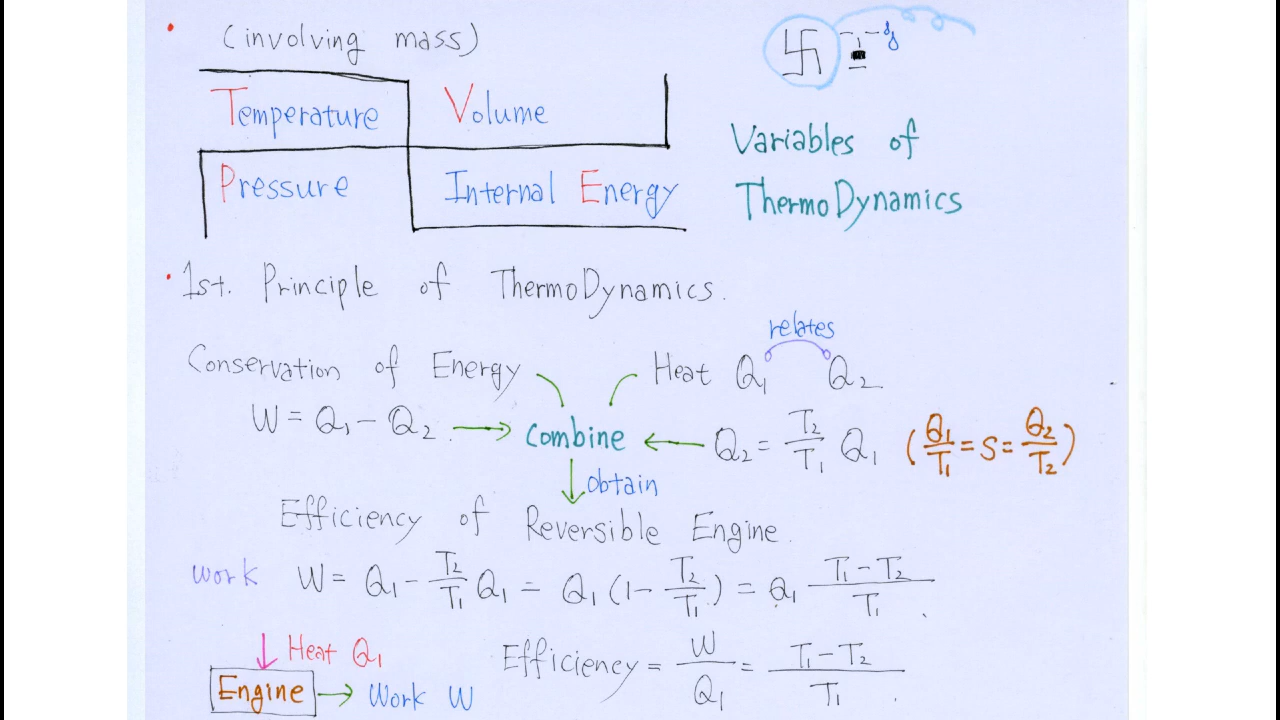 (involving mass)
Temperature Volume
Pressure Internal Energy
Variables of
ThermoDynamics
1st. Principle of ThermoDynamics.
relates
Conservation of Energy Heat Q₁ Q₂
W = Q₁ - Q₂ combine Q₂ = T₂/T₁ Q₁ (Q₁/T₁ = S = Q₂/T₂)
obtain
Efficiency of Reversible Engine.
work W = Q₁ - T₂/T₁ Q₁ = Q₁ (1 - T₂/T₁) = Q₁ T₁ - T₂/T₁
Heat Q₁
Engine Work W
Efficiency = W/Q₁ = T₁ - T₂/T₁